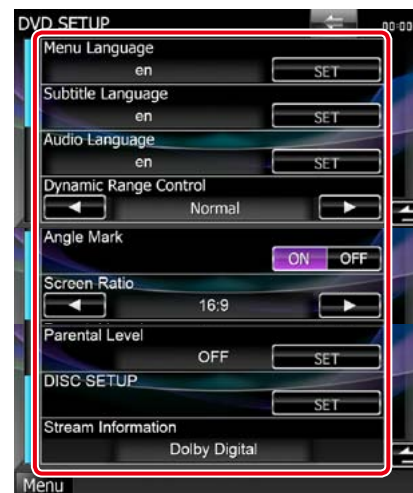 DVD SETUP
00:00
Menu Language
en SET
Subtitle Language
en SET
Audio Language
en SET
Dynamic Range Control
Normal
Angle Mark
ON OFF
Screen Ratio
16:9
Parental Level
OFF SET
DISC SETUP
SET
Stream Information
Dolby Digital
Menu